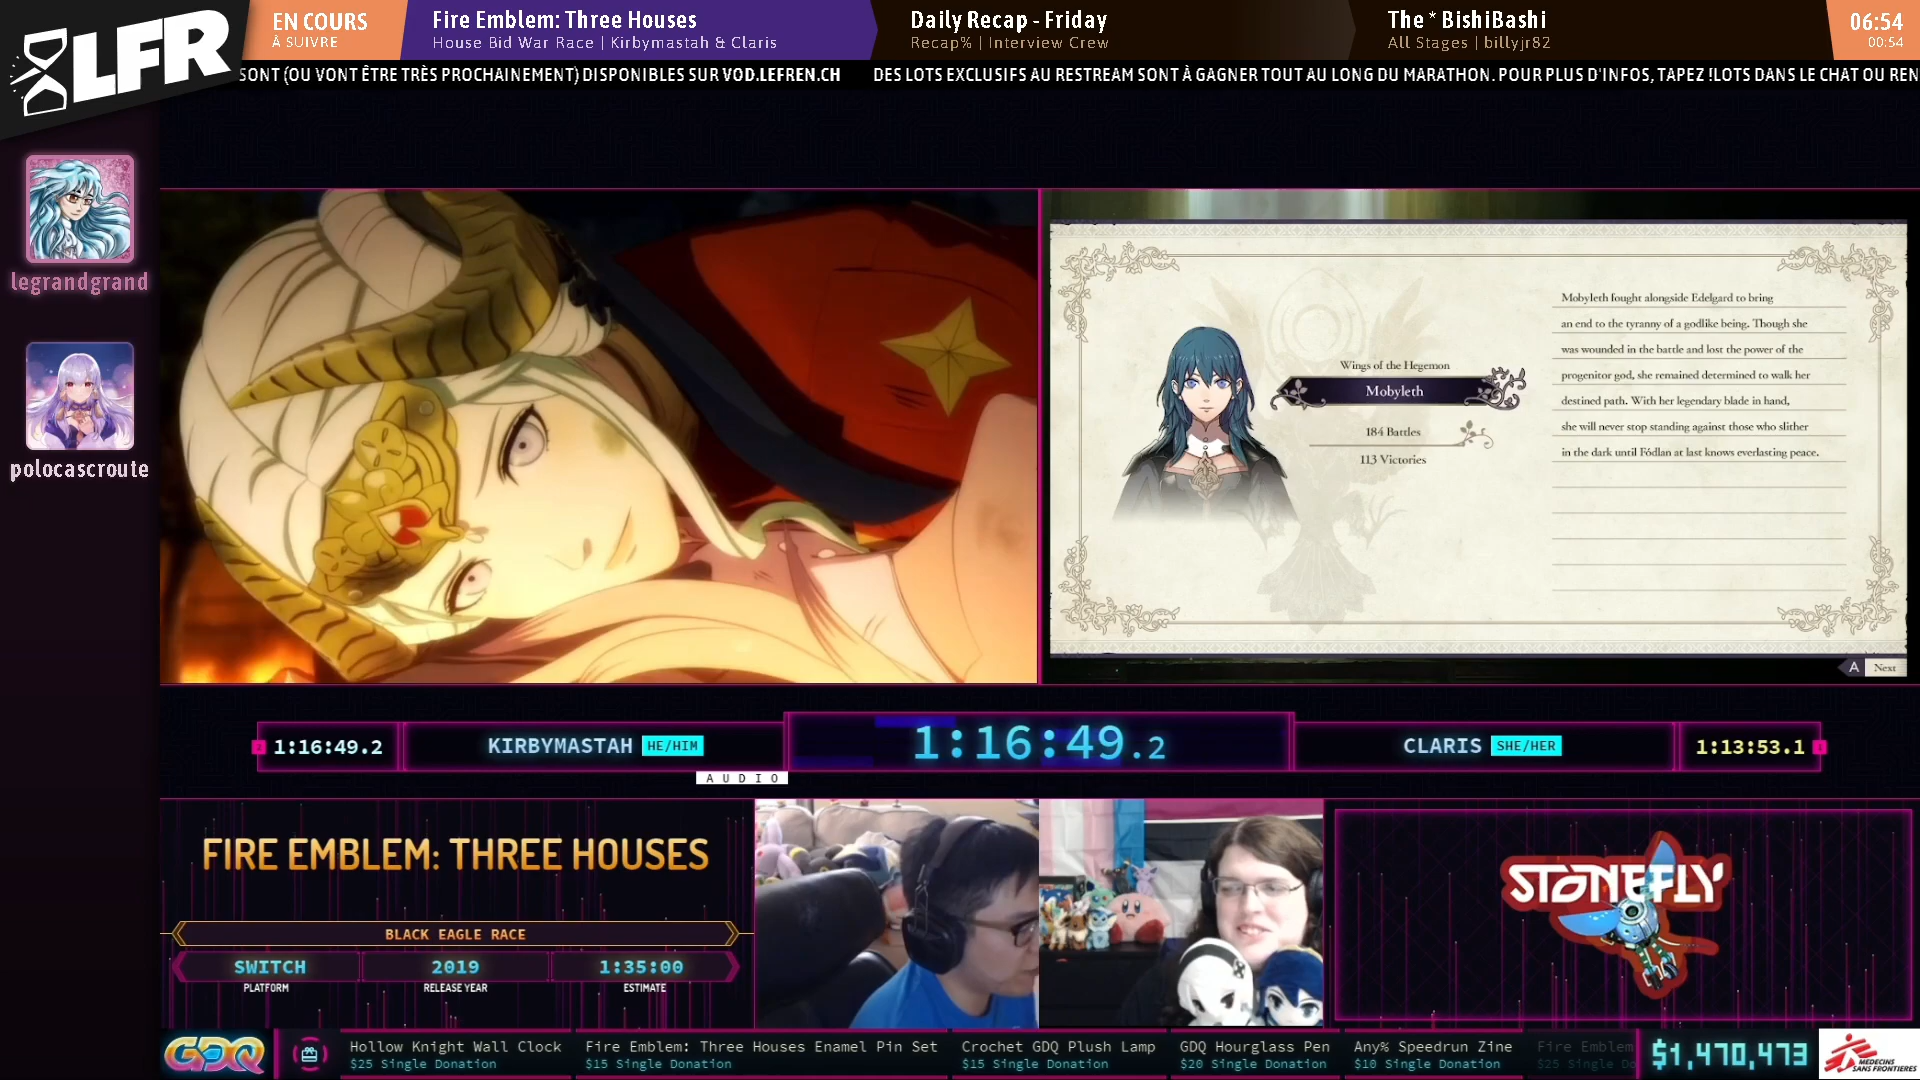 LFR
EN COURS
À SUIVRE
Fire Emblem: Three Houses
House Bid War Race | Kirbymastah & Claris
Daily Recap - Friday
Recap% | Interview Crew
The * BishiBashi
All Stages | billyjr82
06:54
00:54
SONT (OU VONT ÊTRE TRÈS PROCHAINEMENT) DISPONIBLES SUR VOD.LEFREN.CH
DES LOTS EXCLUSIFS AU RESTREAM SONT À GAGNER TOUT AU LONG DU MARATHON. POUR PLUS D'INFOS, TAPEZ !LOTS DANS LE CHAT OU REN
legrandgrand
polocascroute
Wings of the Hegemon
Mobyleth
184 Battles
113 Victories
Mobyleth fought alongside Edelgard to bring
an end to the tyranny of a godlike being. Though she
was wounded in the battle and lost the power of the
progenitor god, she remained determined to walk her
destined path. With her legendary blade in hand,
she will never stop standing against those who slither
in the dark until Fódlan at last knows everlasting peace.
A Next
1:16:49.2
KIRBYMASTAH HE/HIM
1:16:49.2
CLARIS SHE/HER
1:13:53.1
AUDIO
FIRE EMBLEM: THREE HOUSES
BLACK EAGLE RACE
SWITCH
PLATFORM
2019
RELEASE YEAR
1:35:00
ESTIMATE
STONEFLY
GDQ
Hollow Knight Wall Clock
$25 Single Donation
Fire Emblem: Three Houses Enamel Pin Set
$15 Single Donation
Crochet GDQ Plush Lamp
$15 Single Donation
GDQ Hourglass Pen
$20 Single Donation
Any% Speedrun Zine
$10 Single Donation
Fire Emblem
$25 Single Do
$1,470,473
MEDECINS
SANS FRONTIERES